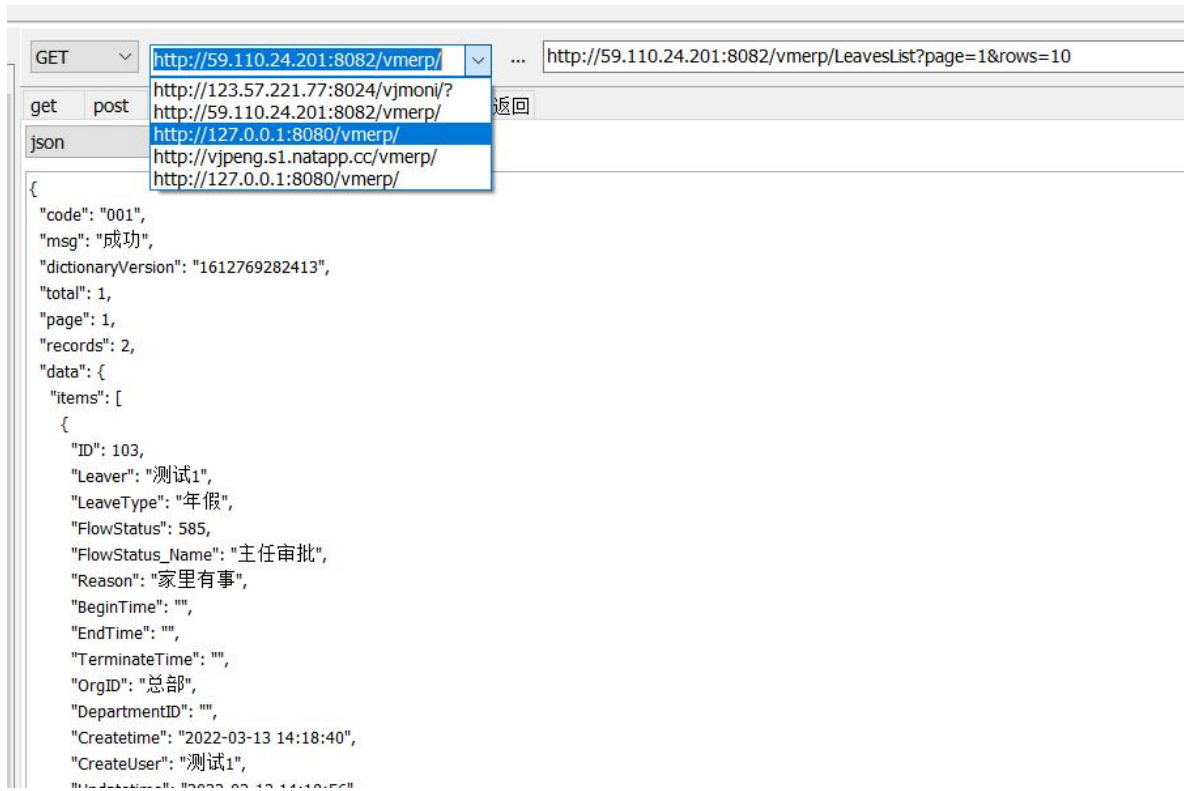 GET http://59.110.24.201:8082/vmerp/ ... http://59.110.24.201:8082/vmerp/LeavesList?page=1&rows=10
http://123.57.221.77:8024/vjmoni/?
get post http://59.110.24.201:8082/vmerp/ 返回
http://127.0.0.1:8080/vmerp/
json
http://vjpeng.s1.natapp.cc/vmerp/
http://127.0.0.1:8080/vmerp/
{
"code": "001",
"msg": "成功",
"dictionaryVersion": "1612769282413",
"total": 1,
"page": 1,
"records": 2,
"data": {
"items": [
{
"ID": 103,
"Leaver": "测试1",
"LeaveType": "年假",
"FlowStatus": 585,
"FlowStatus_Name": "主任审批",
"Reason": "家里有事",
"BeginTime": "",
"EndTime": "",
"TerminateTime": "",
"OrgID": "总部",
"DepartmentID": "",
"Createtime": "2022-03-13 14:18:40",
"CreateUser": "测试1",